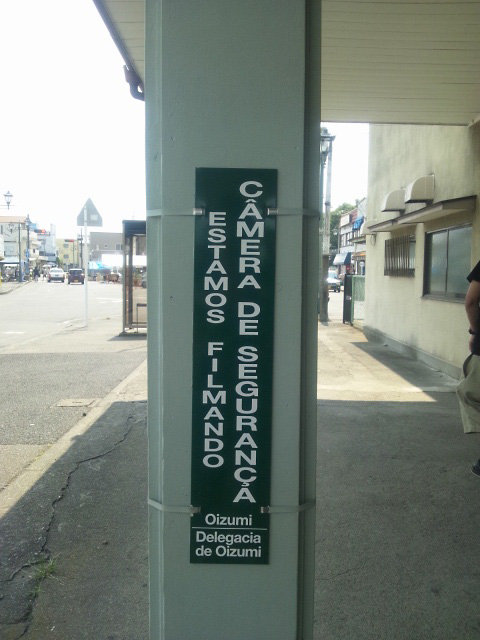 CÂMERA DE SEGURANÇA
ESTAMOS FILMANDO
Oizumi
Delegacia
de Oizumi